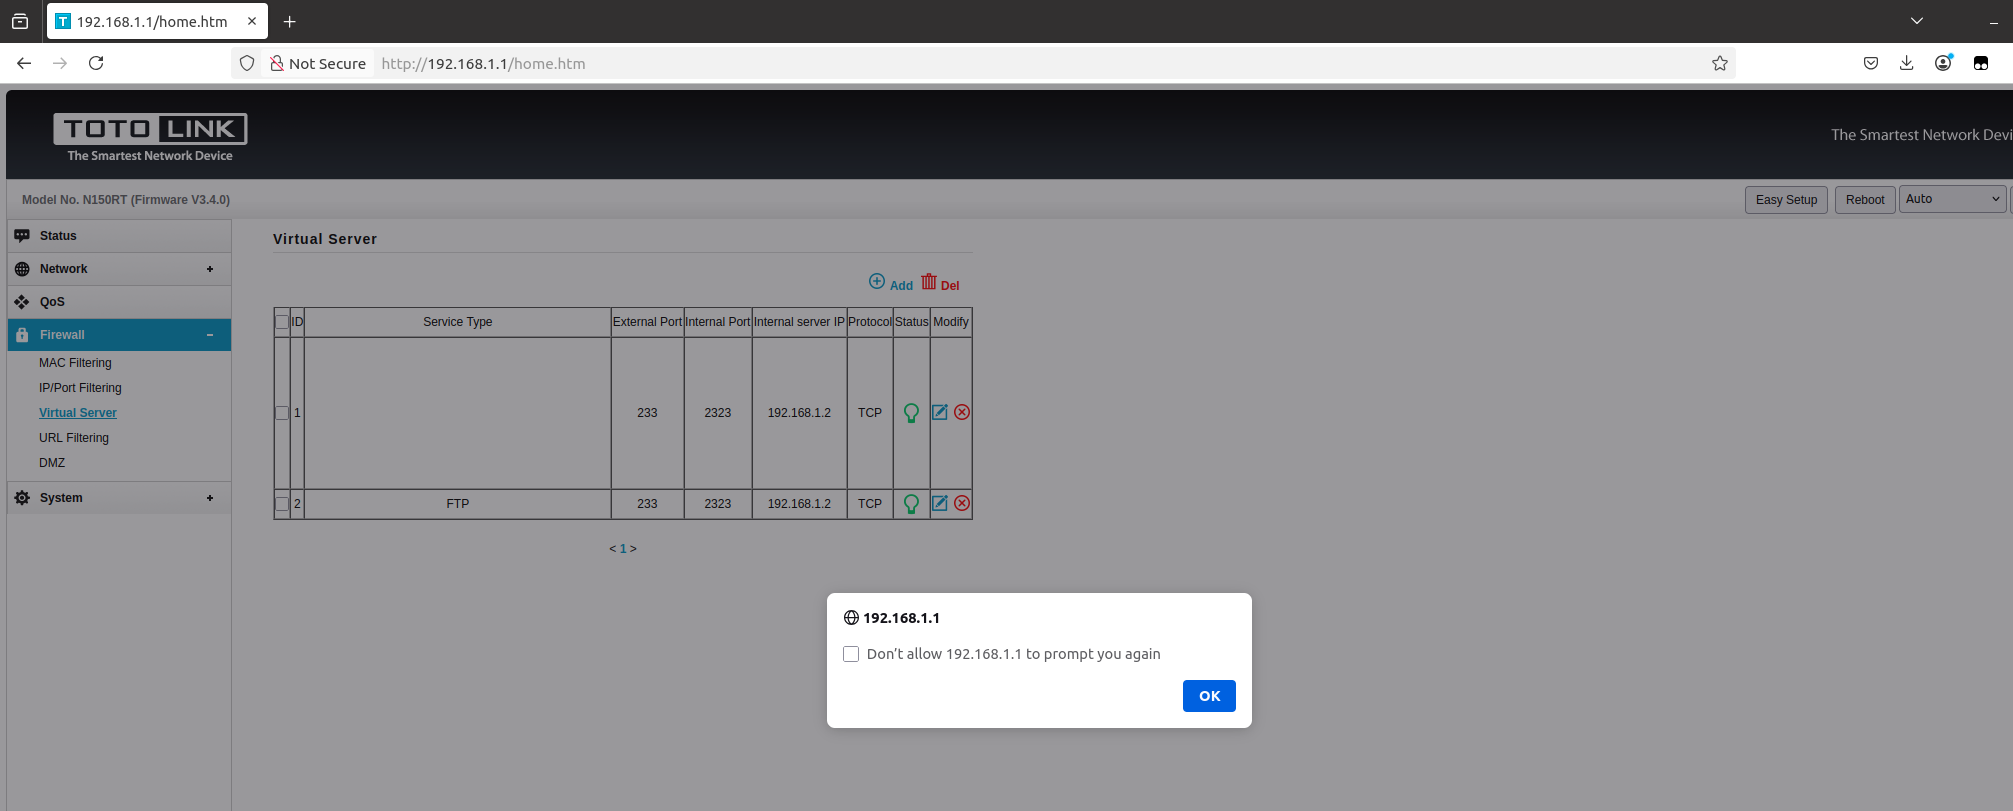 192.168.1.1/home.htm
Not Secure http://192.168.1.1/home.htm
TOTO LINK
The Smartest Network Device
The Smartest Network Devi
Model No. N150RT (Firmware V3.4.0)
Easy Setup Reboot Auto
Status
Network +
QoS
Firewall −
MAC Filtering
IP/Port Filtering
Virtual Server
URL Filtering
DMZ
System +
Virtual Server
Add Del
ID Service Type External Port Internal Port Internal server IP Protocol Status Modify
1 233 2323 192.168.1.2 TCP
2 FTP 233 2323 192.168.1.2 TCP
< 1 >
192.168.1.1
Don’t allow 192.168.1.1 to prompt you again
OK